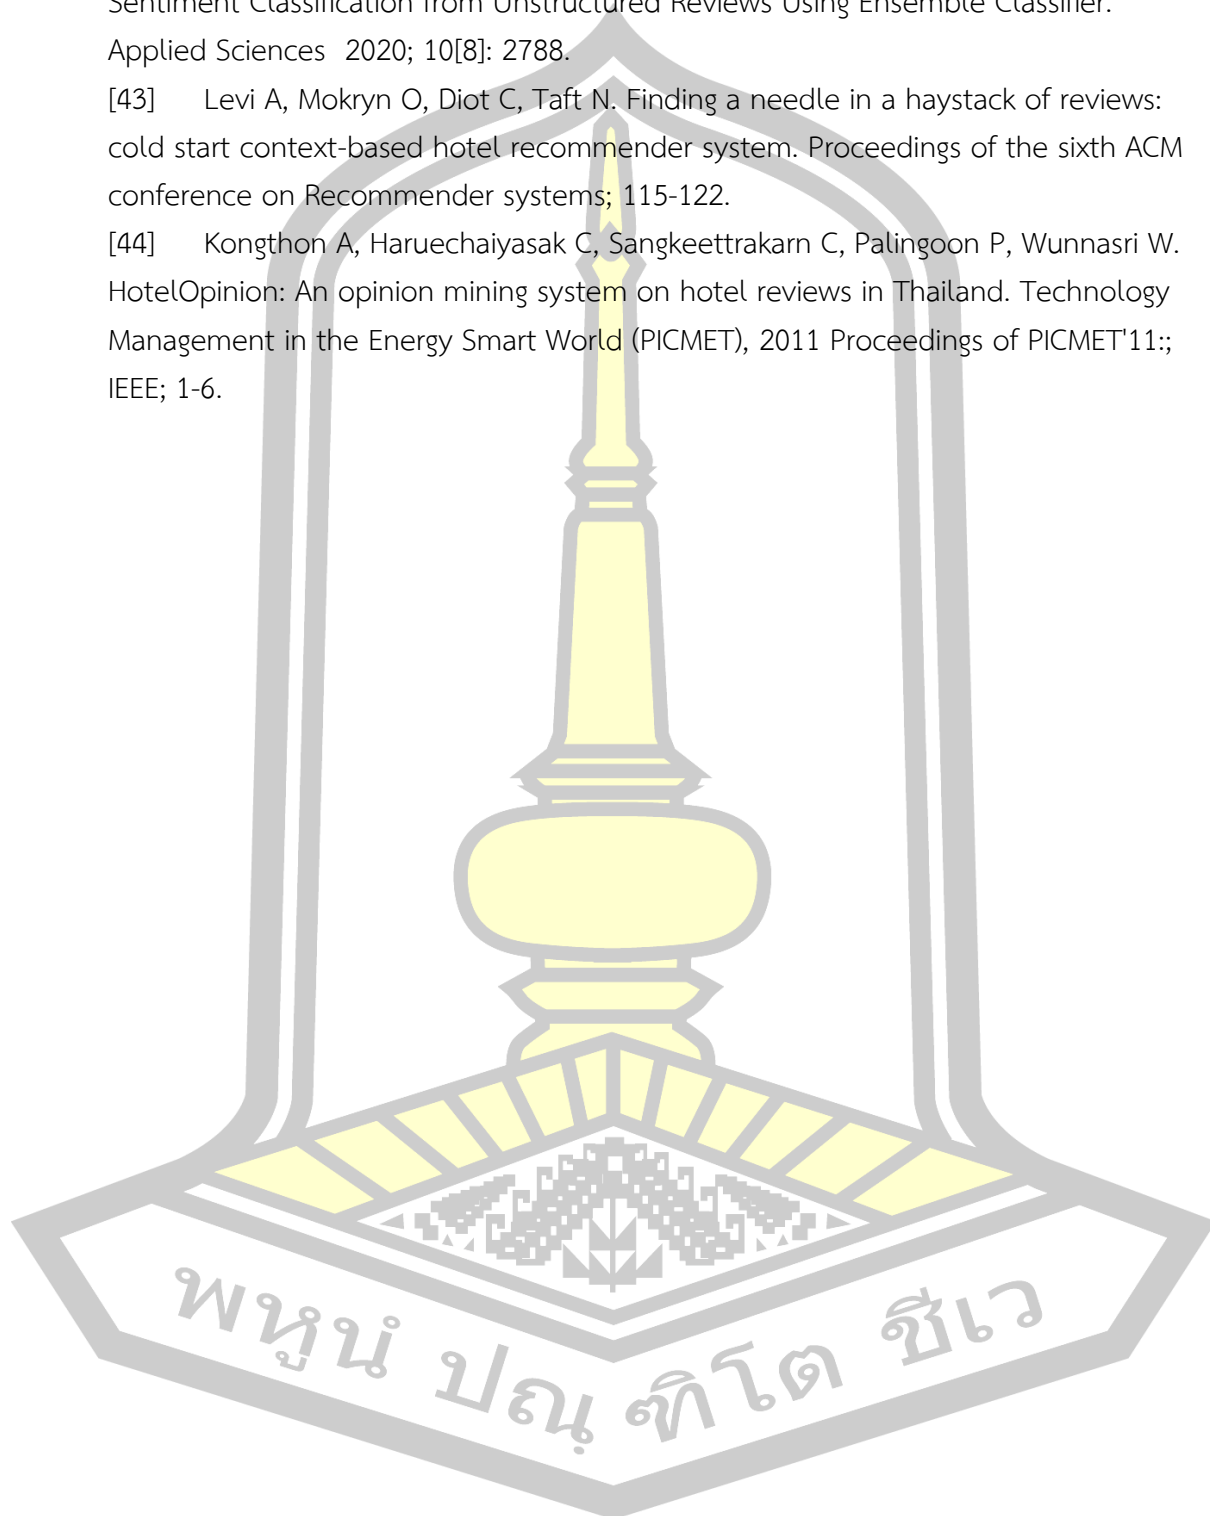 Sentiment Classification from Unstructured Reviews Using Ensemble Classifier.
Applied Sciences  2020; 10[8]: 2788.
[43]     Levi A, Mokryn O, Diot C, Taft N. Finding a needle in a haystack of reviews:
cold start context-based hotel recommender system. Proceedings of the sixth ACM
conference on Recommender systems; 115-122.
[44]     Kongthon A, Haruechaiyasak C, Sangkeettrakarn C, Palingoon P, Wunnasri W.
HotelOpinion: An opinion mining system on hotel reviews in Thailand. Technology
Management in the Energy Smart World (PICMET), 2011 Proceedings of PICMET'11:;
IEEE; 1-6.
พหูนํ ปณฺฑิโต ชีเว